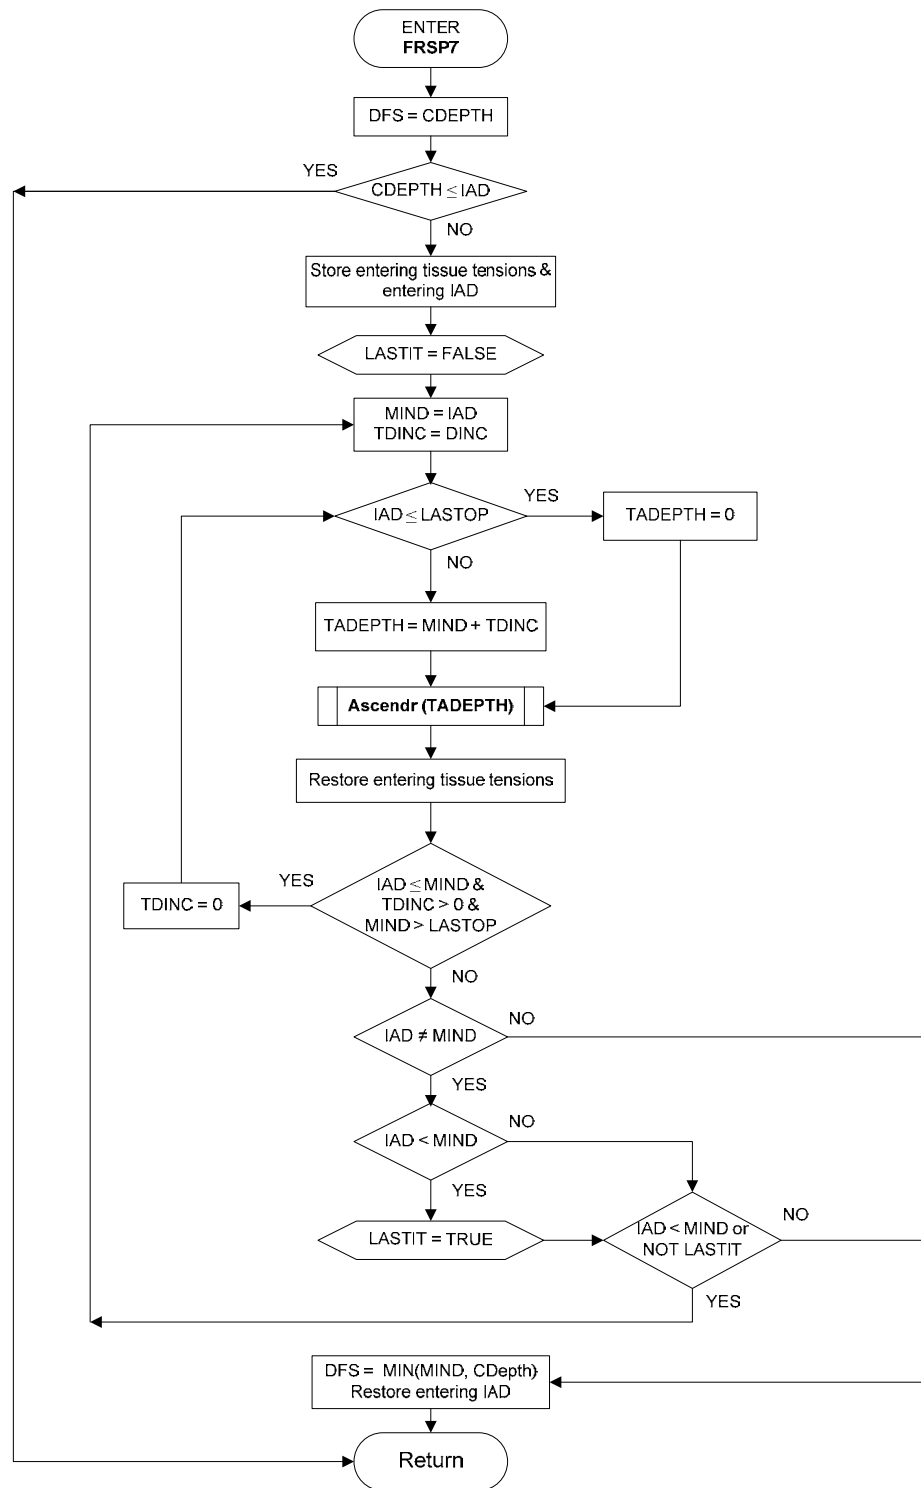 ENTER
FRSP7
DFS = CDEPTH
YES
CDEPTH ≤ IAD
NO
Store entering tissue tensions &
entering IAD
LASTIT = FALSE
MIND = IAD
TDINC = DINC
YES
IAD ≤ LASTOP
TADEPTH = 0
NO
TADEPTH = MIND + TDINC
Ascendr (TADEPTH)
Restore entering tissue tensions
YES
TDINC = 0
IAD ≤ MIND &
TDINC > 0 &
MIND > LASTOP
NO
IAD ≠ MIND
NO
YES
IAD < MIND
NO
YES
LASTIT = TRUE
IAD < MIND or
NOT LASTIT
NO
YES
DFS = MIN(MIND, CDepth)
Restore entering IAD
Return